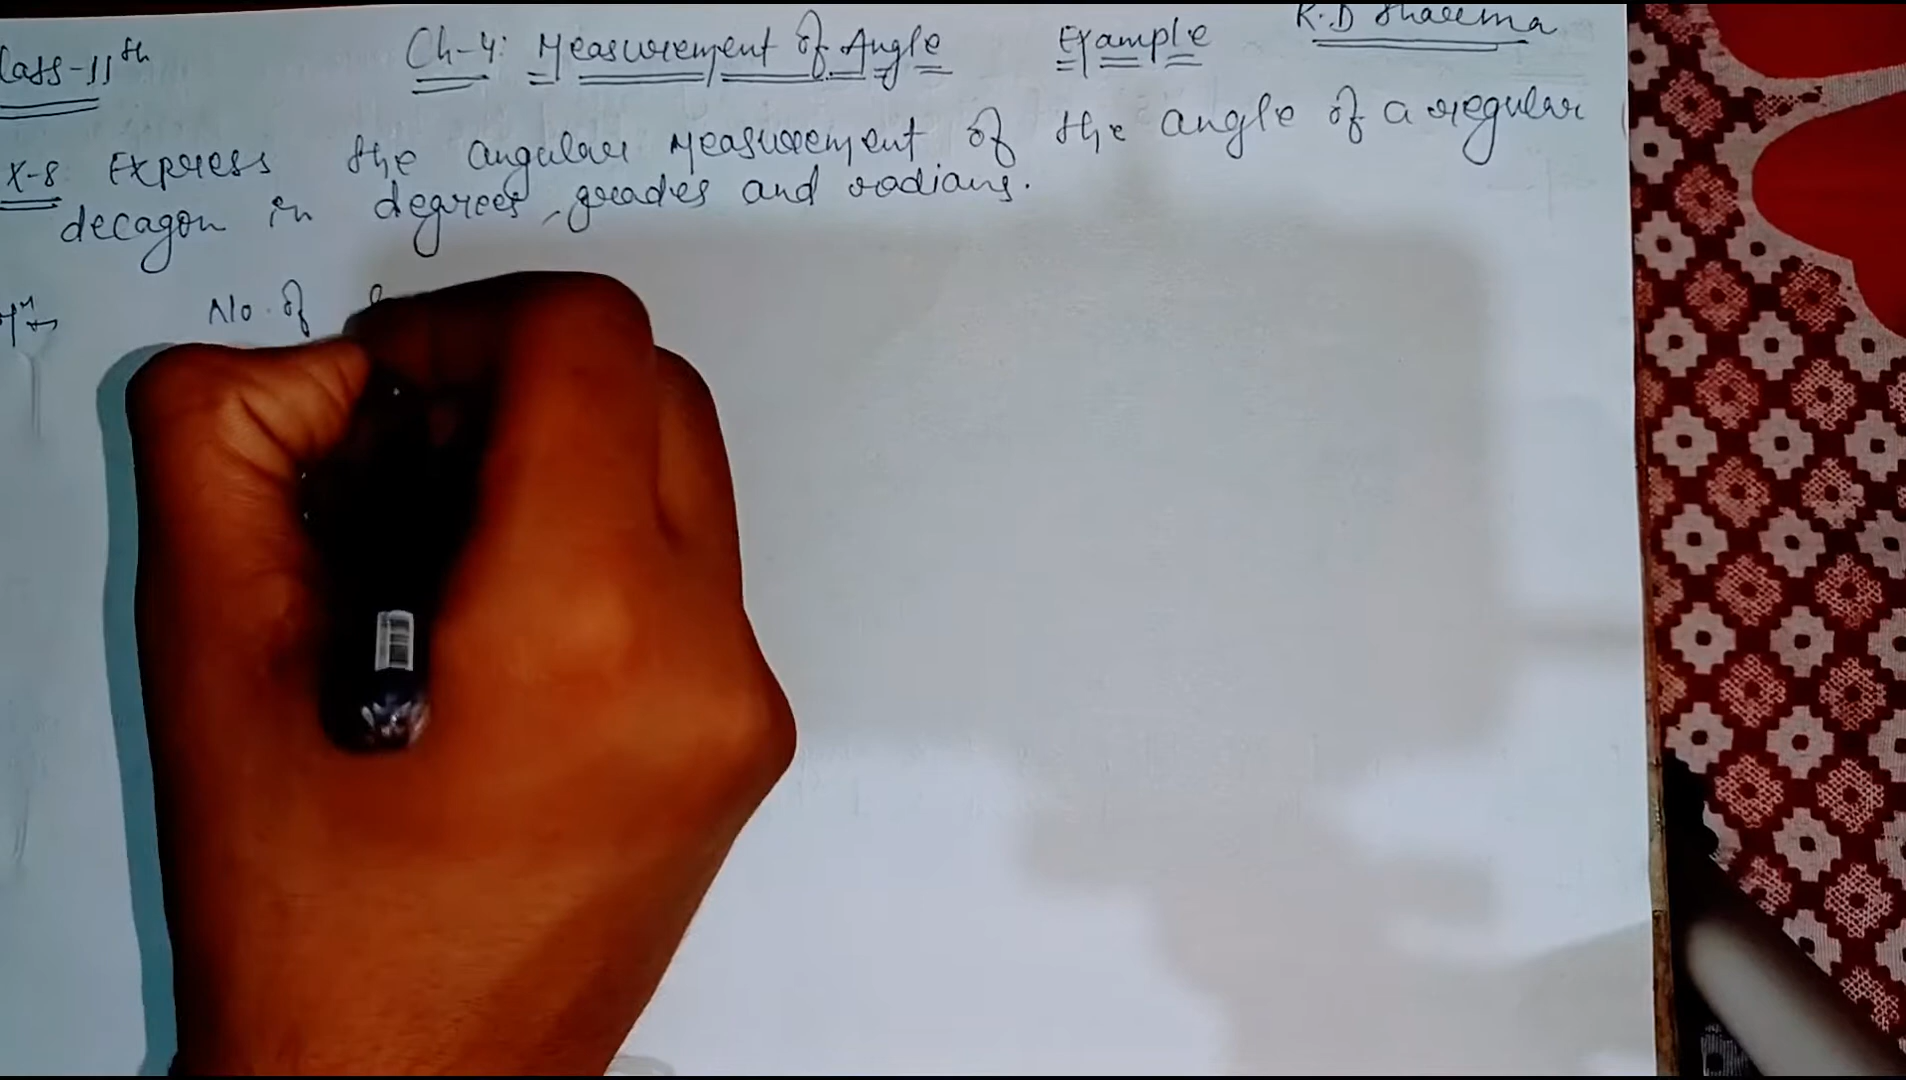 Class-11th Ch-4: Measurement of Angle Example R.D Sharma
Ex-8 Express the angular measurement of the angle of a regular
decagon in degrees, grades and radians.
No. of